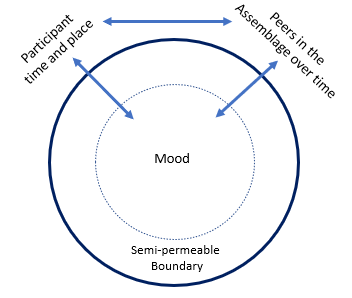 Participant
time and place
Peers in the
Assemblage over time
Mood
Semi-permeable
Boundary